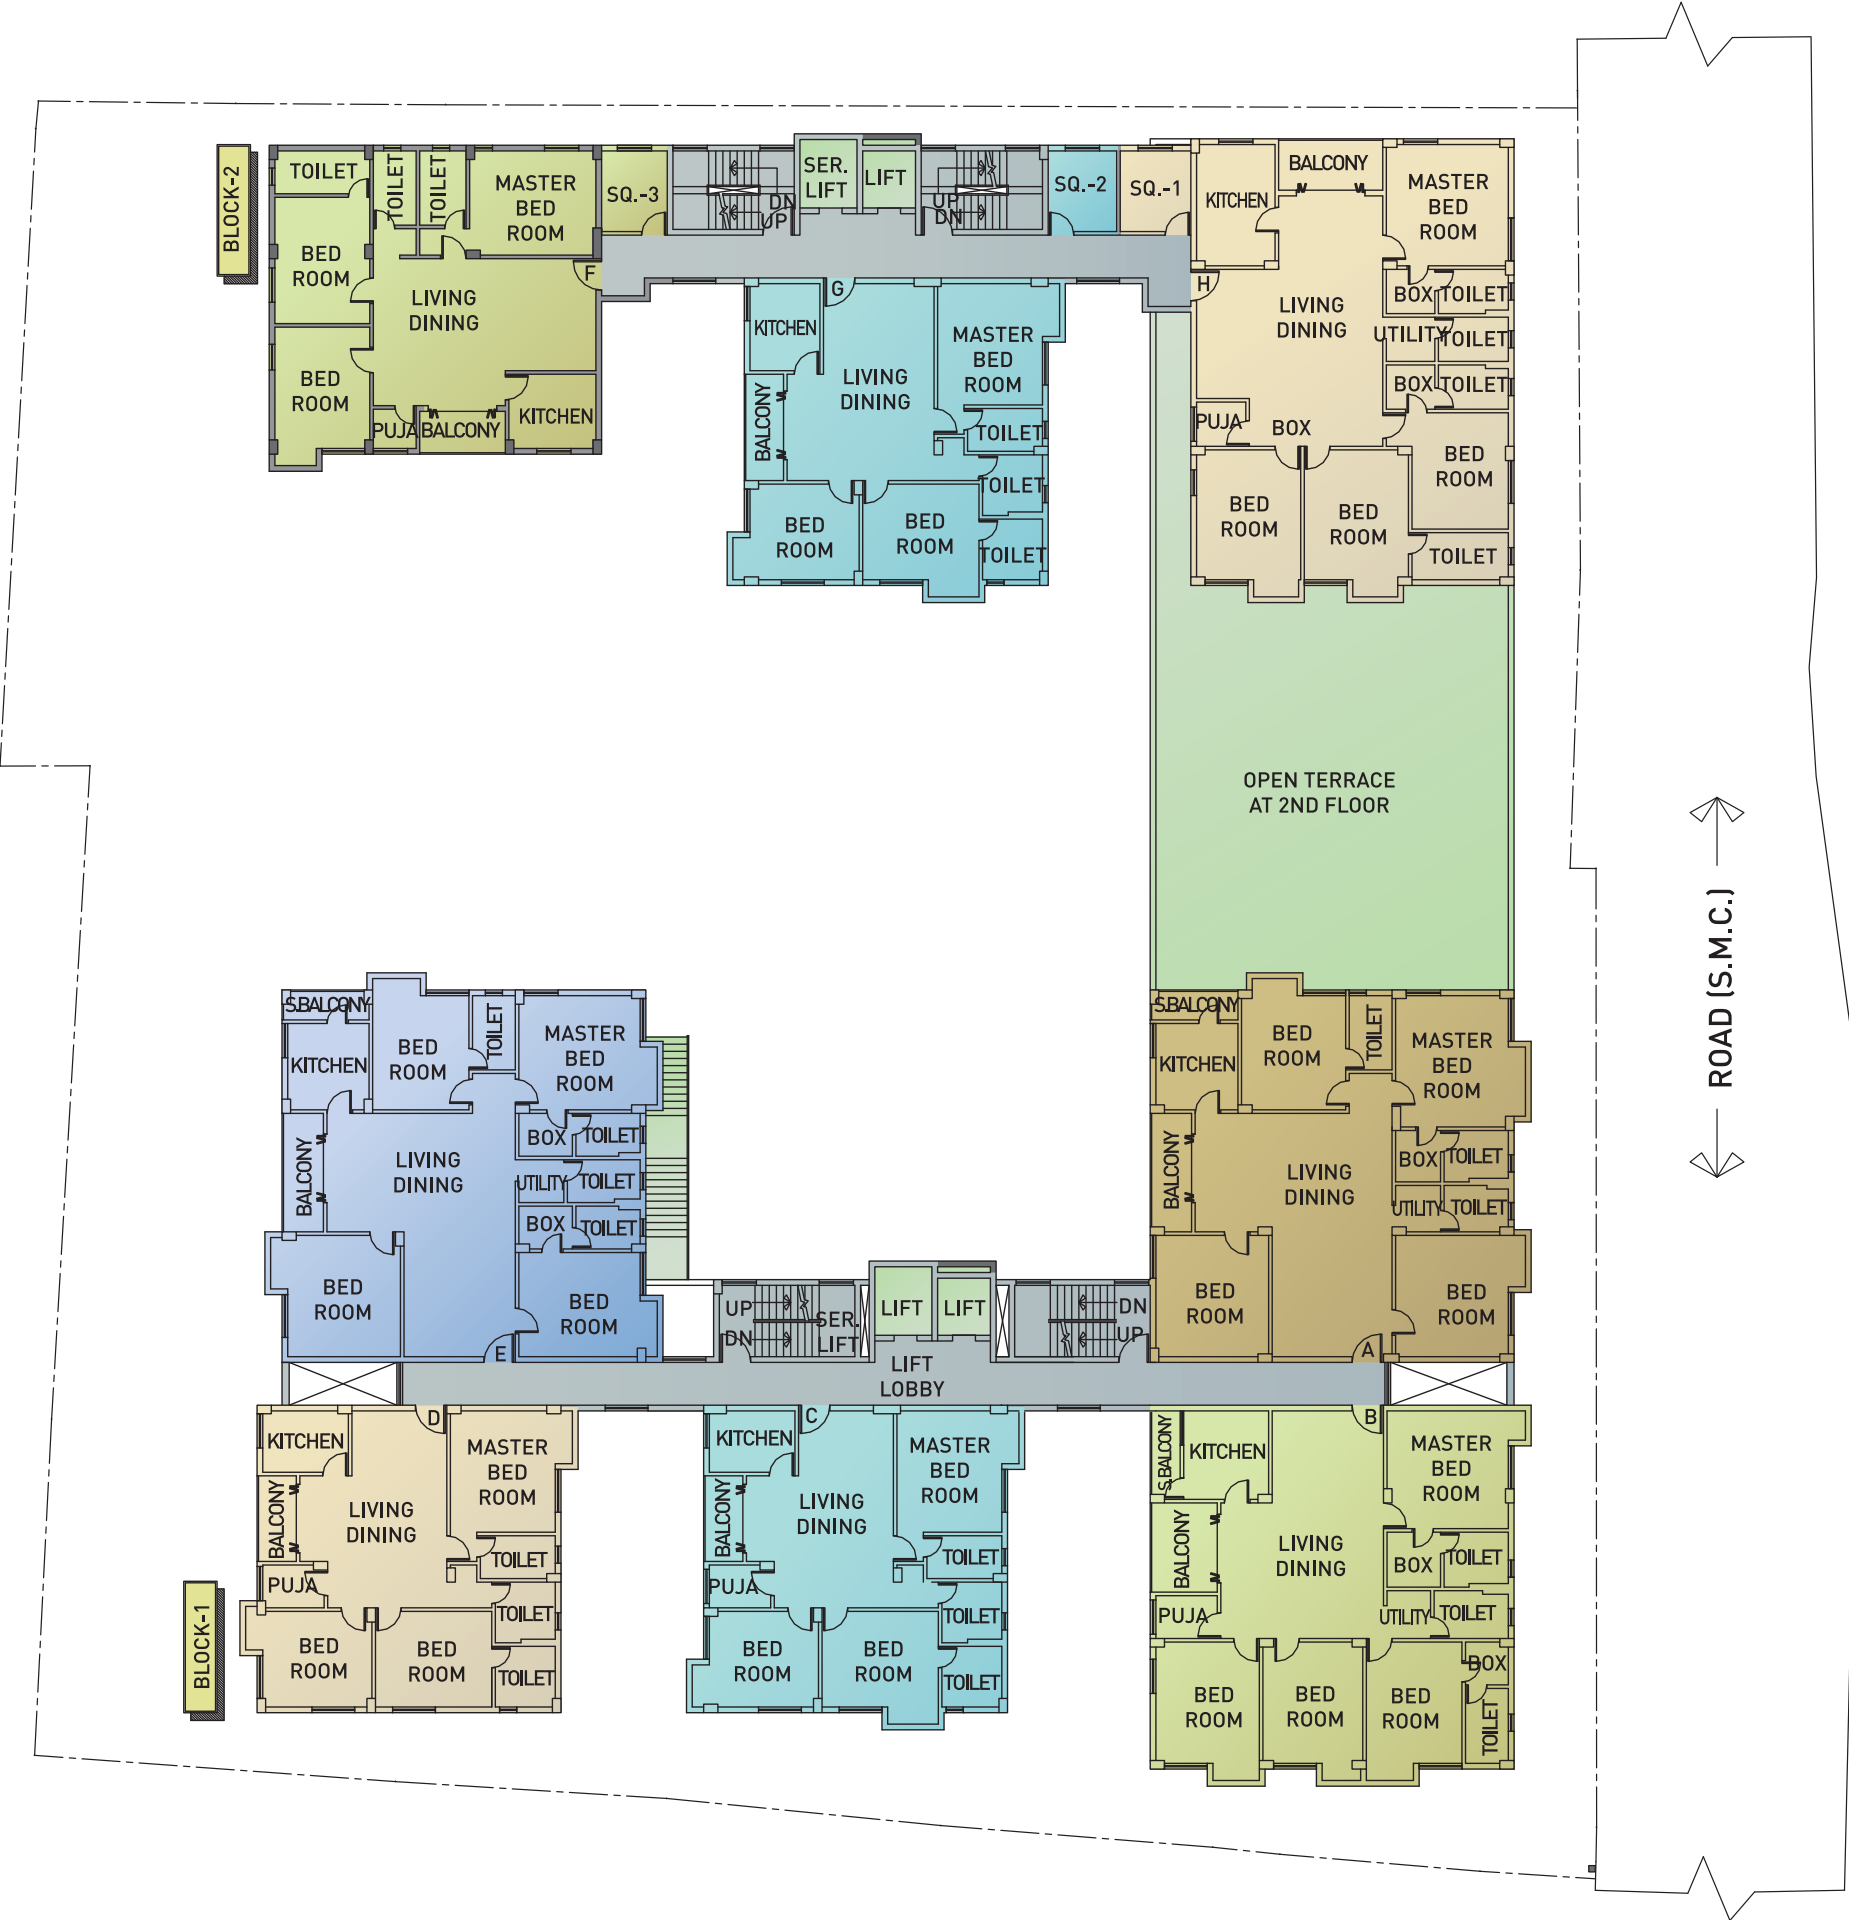 BLOCK-2
TOILET
TOILET
TOILET
MASTER
BED
ROOM
BED
ROOM
LIVING
DINING
F
BED
ROOM
PUJA
BALCONY
KITCHEN
SQ.-3
DN
UP
SER.
LIFT
LIFT
UP
DN
SQ.-2
SQ.-1
G
KITCHEN
MASTER
BED
ROOM
LIVING
DINING
BALCONY
TOILET
TOILET
BED
ROOM
BED
ROOM
TOILET
KITCHEN
BALCONY
MASTER
BED
ROOM
H
LIVING
DINING
BOX
TOILET
UTILITY
TOILET
BOX
TOILET
PUJA
BOX
BED
ROOM
BED
ROOM
BED
ROOM
TOILET
OPEN TERRACE
AT 2ND FLOOR
ROAD (S.M.C.)
S.BALCONY
KITCHEN
BED
ROOM
TOILET
MASTER
BED
ROOM
BALCONY
LIVING
DINING
BOX
TOILET
UTILITY
TOILET
BOX
TOILET
BED
ROOM
BED
ROOM
E
UP
DN
SER.
LIFT
LIFT
LIFT
DN
UP
LIFT
LOBBY
S.BALCONY
KITCHEN
BED
ROOM
TOILET
MASTER
BED
ROOM
BALCONY
LIVING
DINING
BOX
TOILET
UTILITY
TOILET
BED
ROOM
BED
ROOM
A
BLOCK-1
D
KITCHEN
MASTER
BED
ROOM
BALCONY
LIVING
DINING
TOILET
PUJA
TOILET
BED
ROOM
BED
ROOM
TOILET
C
KITCHEN
MASTER
BED
ROOM
BALCONY
LIVING
DINING
TOILET
PUJA
TOILET
BED
ROOM
BED
ROOM
TOILET
B
S.BALCONY
KITCHEN
MASTER
BED
ROOM
BALCONY
LIVING
DINING
BOX
TOILET
PUJA
UTILITY
TOILET
BED
ROOM
BED
ROOM
BED
ROOM
BOX
TOILET